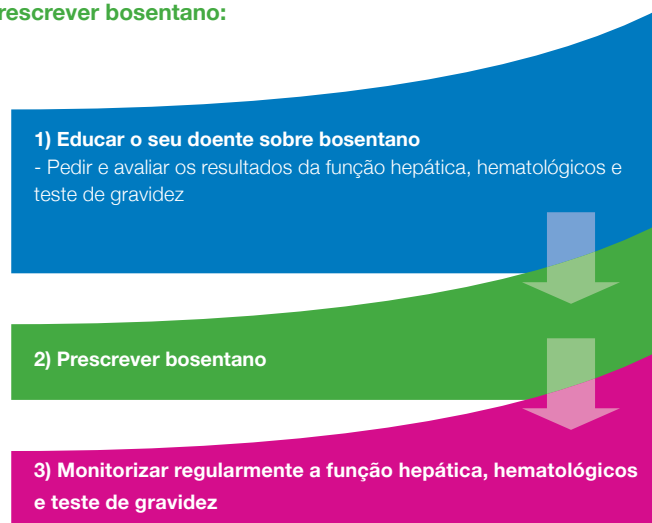 rescrever bosentano:
1) Educar o seu doente sobre bosentano
- Pedir e avaliar os resultados da função hepática, hematológicos e
teste de gravidez
2) Prescrever bosentano
3) Monitorizar regularmente a função hepática, hematológicos
e teste de gravidez